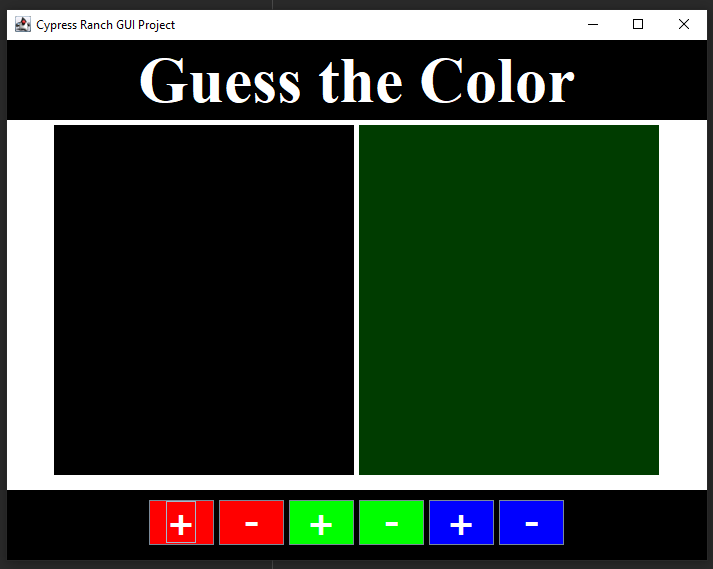 Cypress Ranch GUI Project
Guess the Color
+ - + - + -